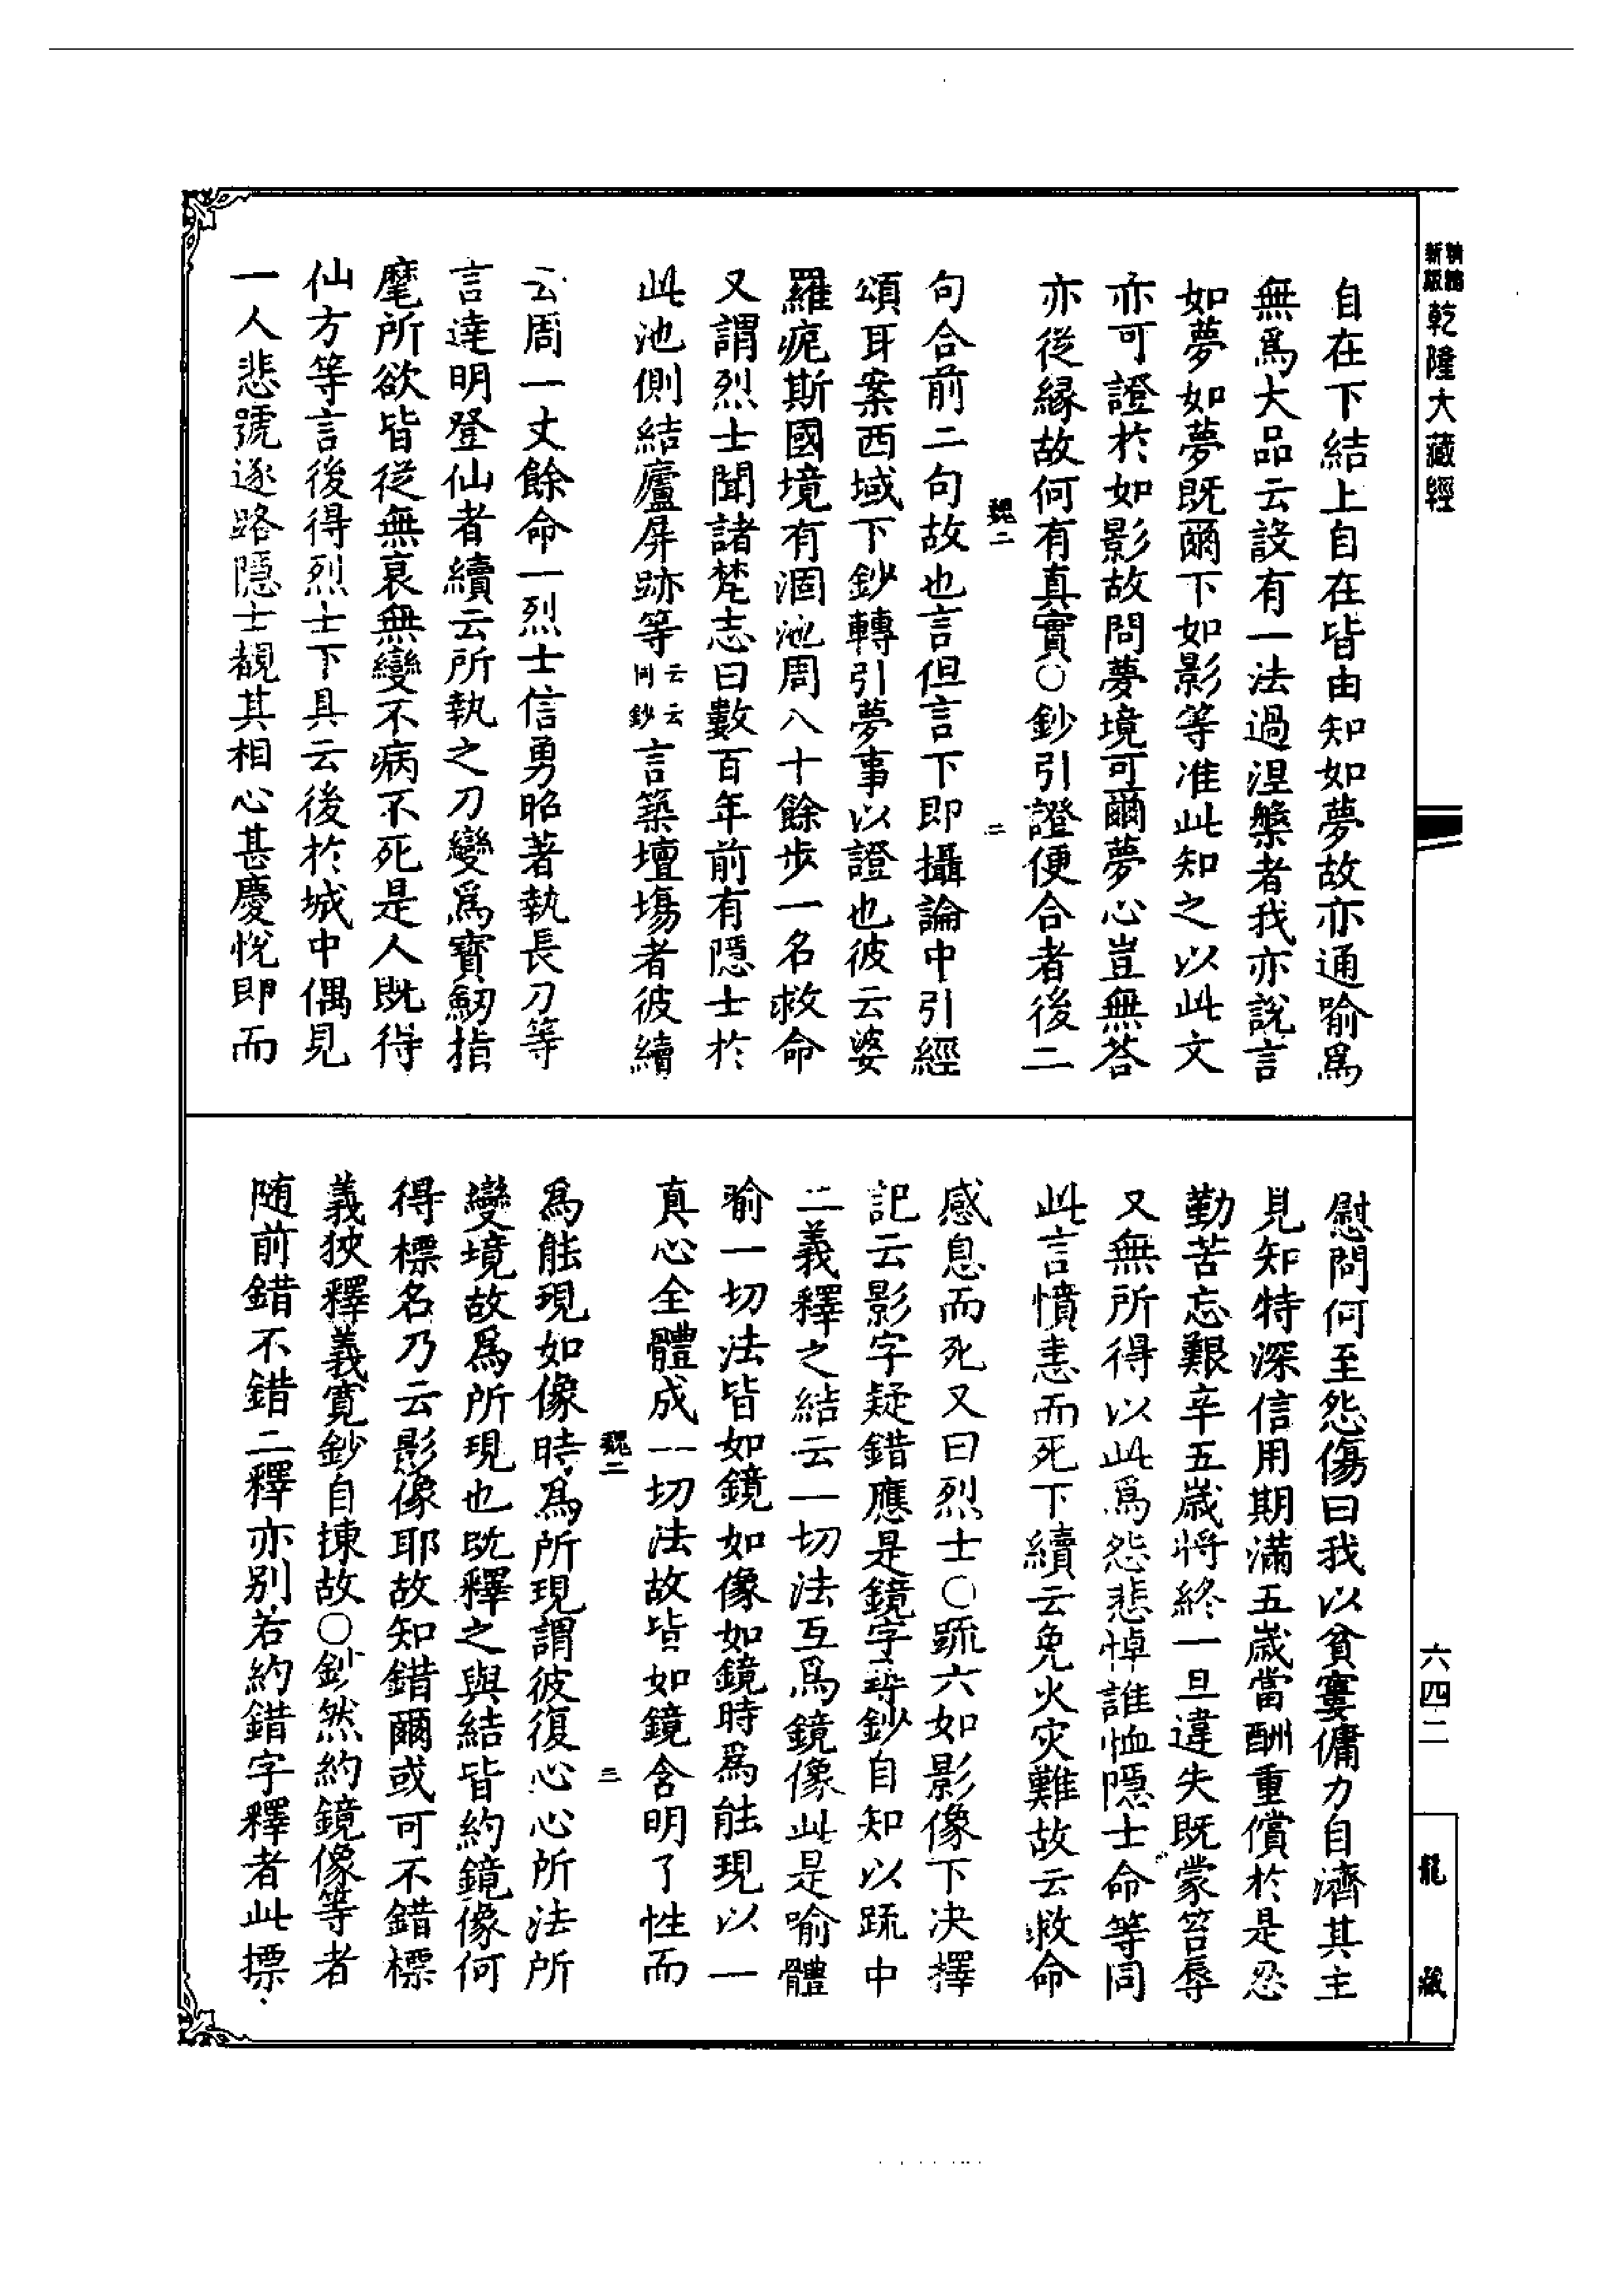 新版精縮
乾隆大藏經
自在下結上自在皆由知如夢故亦通喻爲
無爲大品云設有一法過涅槃者我亦說言
如夢如夢既爾下如影等准此知之以此文
亦可證於如影故問夢境可爾夢心豈無答
亦從緣故何有真實○鈔引證便合者後二
魏二
二
句合前二句故也言但言下即攝論中引經
頌耳案西域下鈔轉引夢事以證也彼云婆
羅痆斯國境有涸池周八十餘步一名救命
又謂烈士聞諸梵志曰數百年前有隱士於
此池側結廬屏跡等云云同鈔言築壇場者彼續
云周一丈餘命一烈士信勇昭著執長刀等
言達明登仙者續云所執之刀變爲寶劒指
麾所欲皆從無衰無變不病不死是人既得
仙方等言後得烈士下具云後於城中偶見
一人悲號逐路隱士覩其相心甚慶悅即而
慰問何至怨傷曰我以貧窶傭力自濟其主
見知特深信用期滿五歲當酬重償於是忍
勤苦忘艱辛五歲將終一旦違失既蒙笞辱
又無所得以此爲怨悲悼誰恤隱士命等同
此言憤恚而死下續云免火灾難故云救命
感息而死又曰烈士○疏六如影像下决擇
記云影字疑錯應是鏡字尋鈔自知以疏中
二義釋之結云一切法互爲鏡像此是喻體
喻一切法皆如鏡如像如鏡時爲能現以一
真心全體成一切法故皆如鏡含明了性而
魏二
三
爲能現如像時爲所現謂彼復心心所法所
變境故爲所現也既釋之與結皆約鏡像何
得標名乃云影像耶故知錯爾或可不錯標
義狹釋義寬鈔自揀故○鈔然約鏡像等者
随前錯不錯二釋亦別若約錯字釋者此標
六四二
龍藏